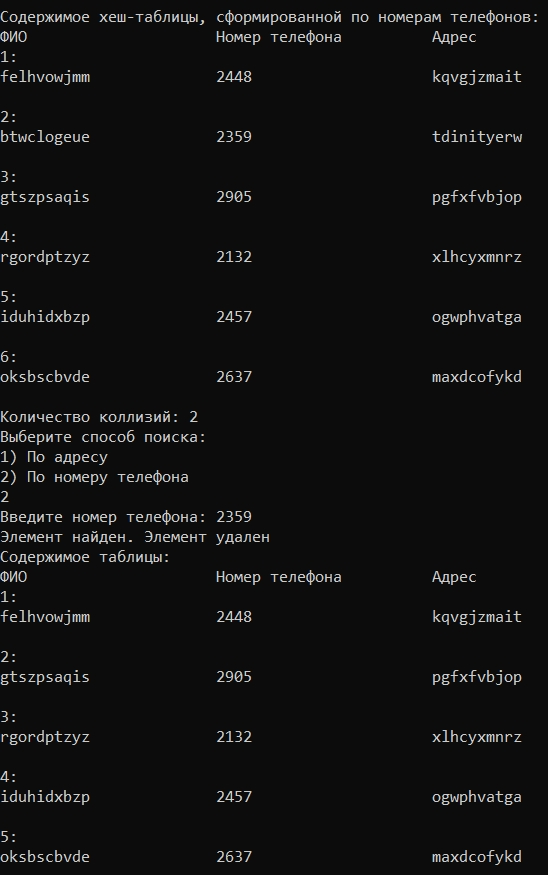 Содержимое хеш-таблицы, сформированной по номерам телефонов:
ФИО Номер телефона Адрес
1:
felhvowjmm 2448 kqvgjzmait
2:
btwclogeue 2359 tdinityerw
3:
gtszpsaqis 2905 pgfxfvbjop
4:
rgordptzyz 2132 xlhcyxmnrz
5:
iduhidxbzp 2457 ogwphvatga
6:
oksbscbvde 2637 maxdcofykd
Количество коллизий: 2
Выберите способ поиска:
1) По адресу
2) По номеру телефона
2
Введите номер телефона: 2359
Элемент найден. Элемент удален
Содержимое таблицы:
ФИО Номер телефона Адрес
1:
felhvowjmm 2448 kqvgjzmait
2:
gtszpsaqis 2905 pgfxfvbjop
3:
rgordptzyz 2132 xlhcyxmnrz
4:
iduhidxbzp 2457 ogwphvatga
5:
oksbscbvde 2637 maxdcofykd